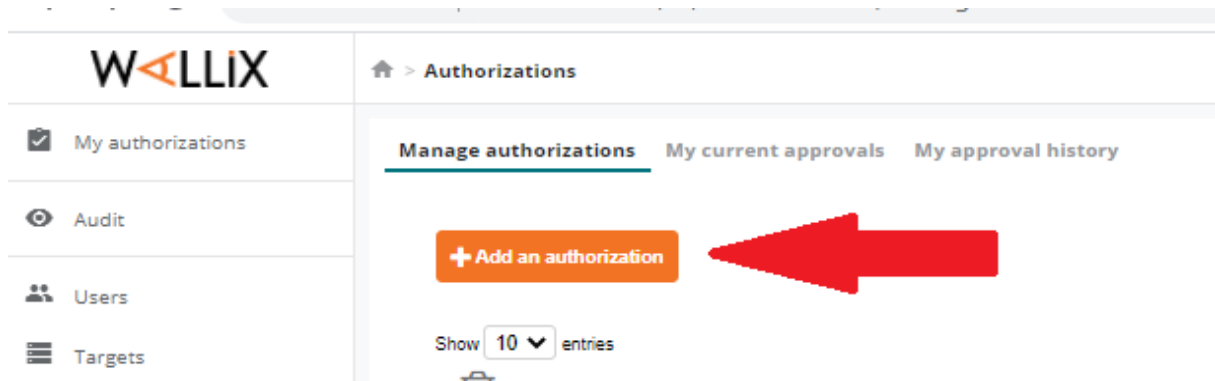 WALLiX
> Authorizations
My authorizations
Manage authorizations My current approvals My approval history
Audit
+ Add an authorization
Users
Show 10 entries
Targets